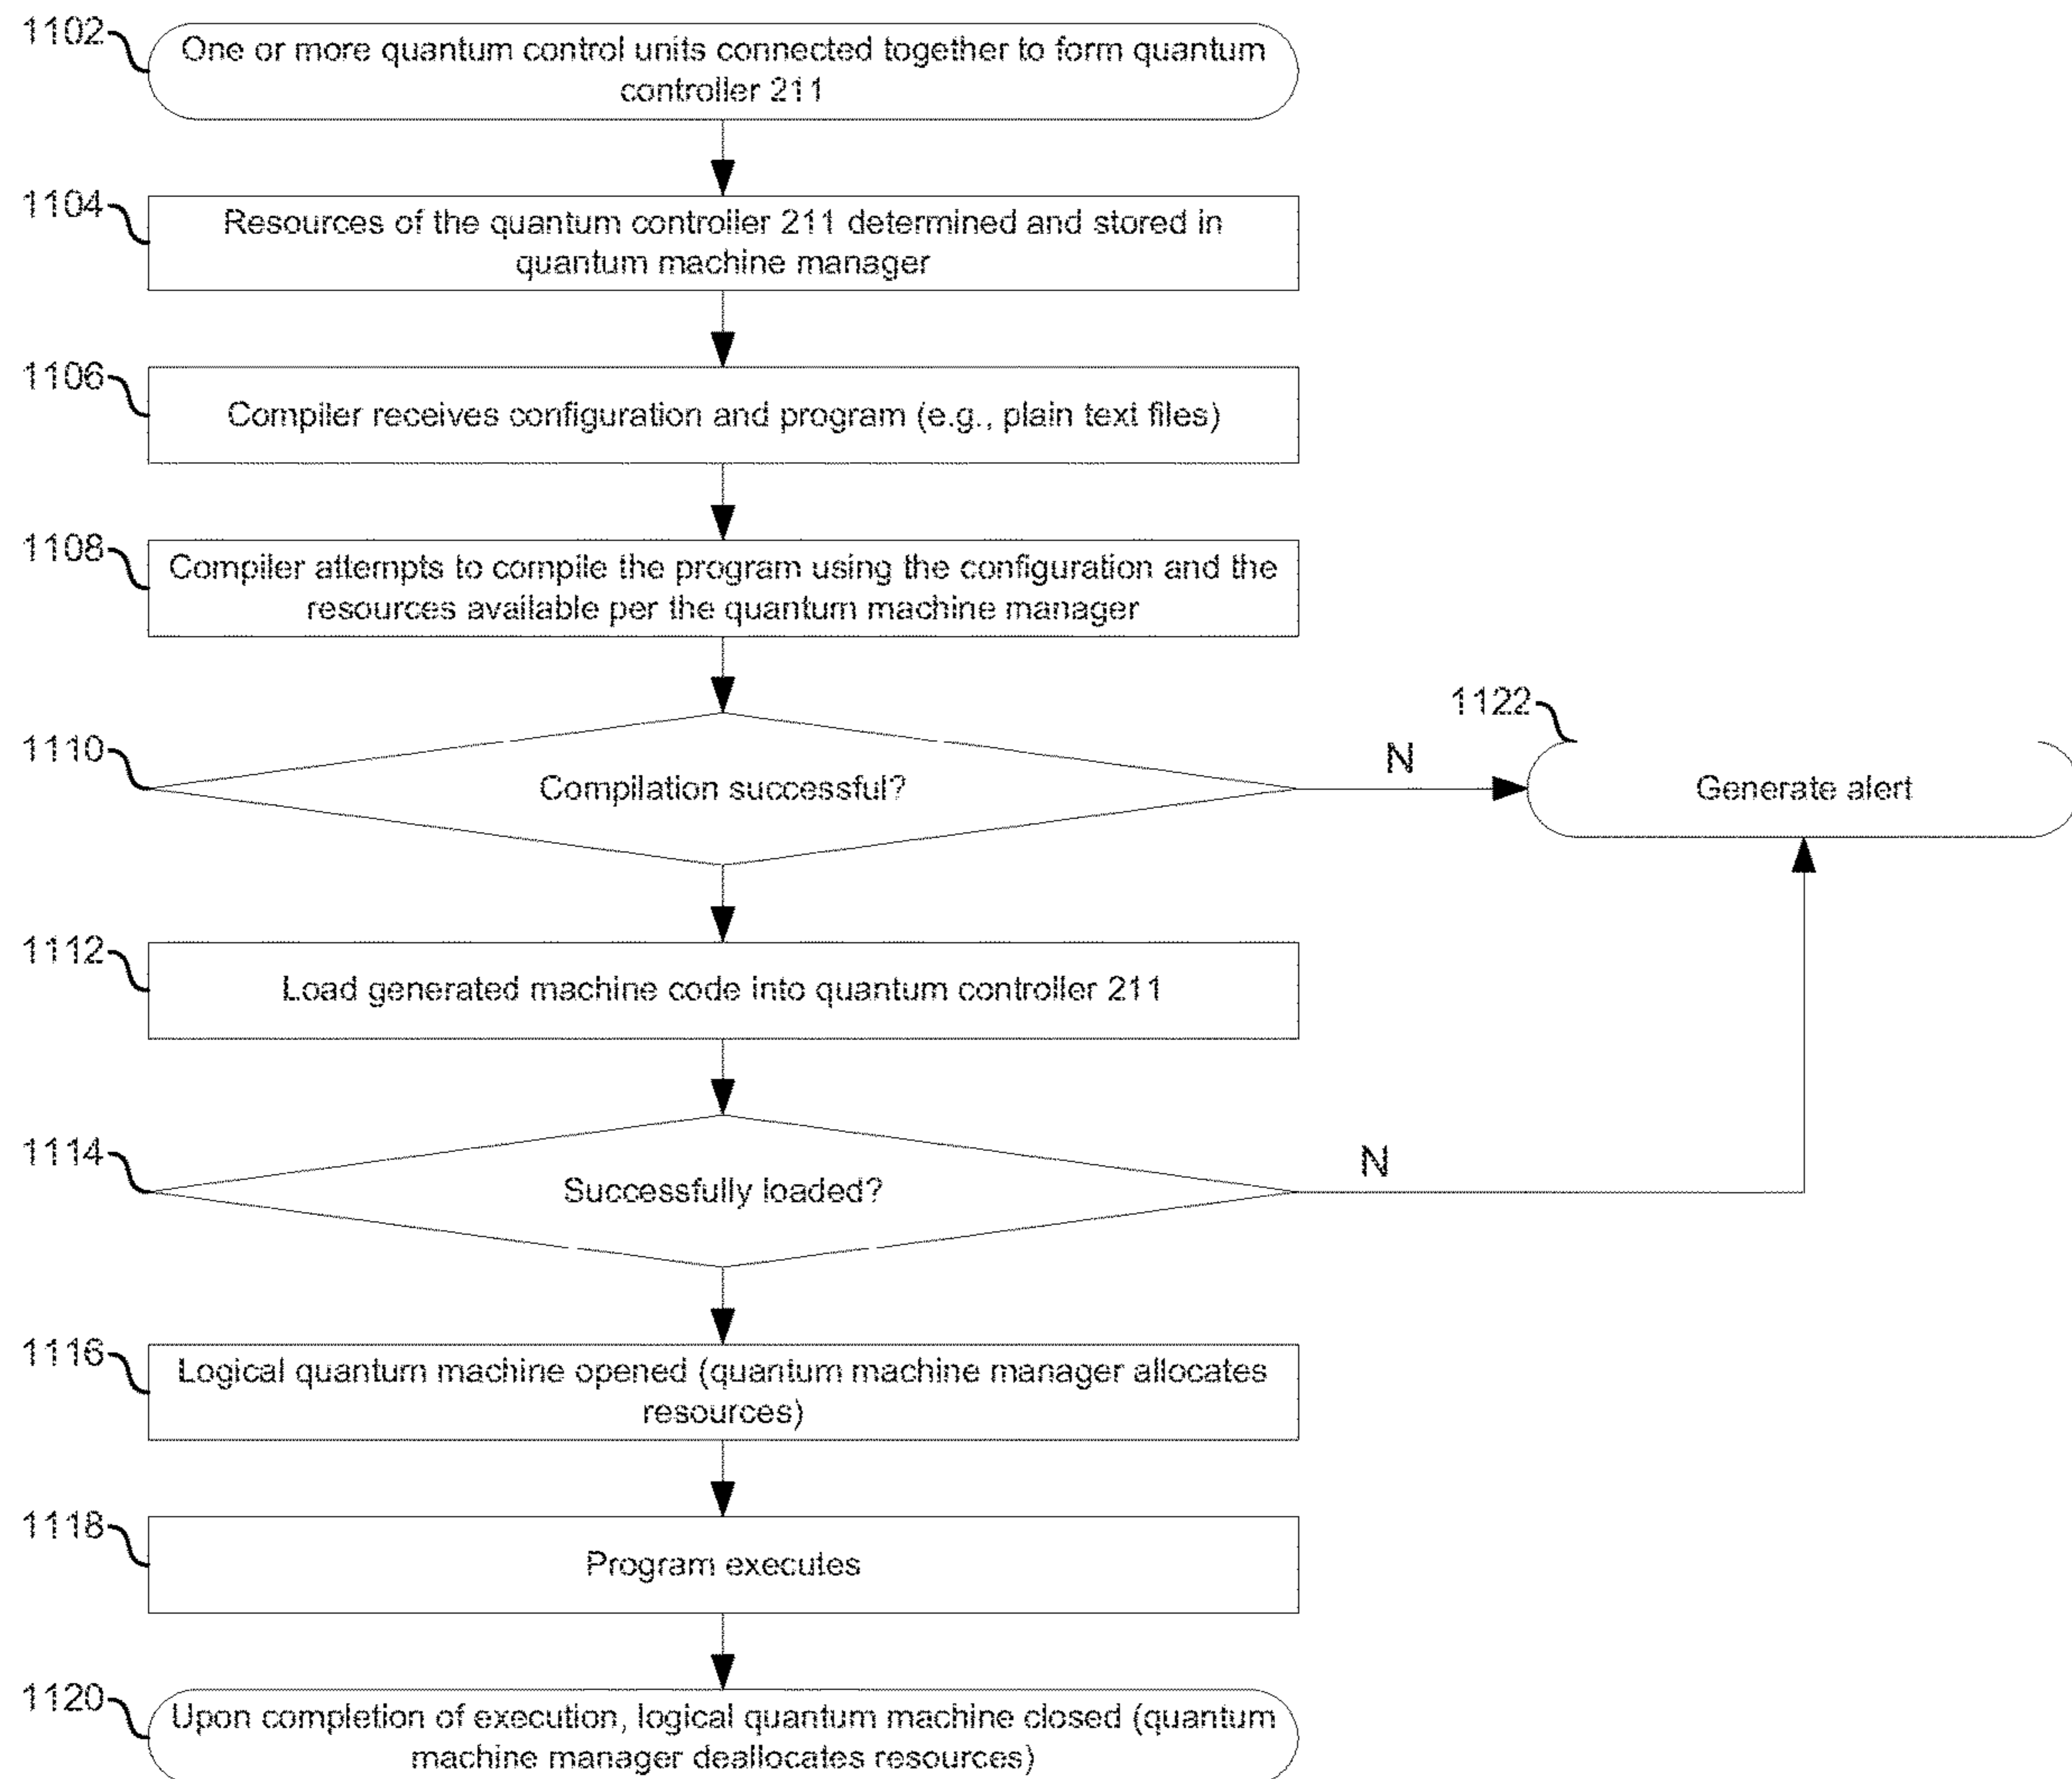 1102
One or more quantum control units connected together to form quantum
controller 211
1104
Resources of the quantum controller 211 determined and stored in
quantum machine manager
1106
Compiler receives configuration and program (e.g., plain text files)
1108
Compiler attempts to compile the program using the configuration and the
resources available per the quantum machine manager
1110
Compilation successful?
N
1122
Generate alert
1112
Load generated machine code into quantum controller 211
1114
Successfully loaded?
N
1116
Logical quantum machine opened (quantum machine manager allocates
resources)
1118
Program executes
1120
Upon completion of execution, logical quantum machine closed (quantum
machine manager deallocates resources)